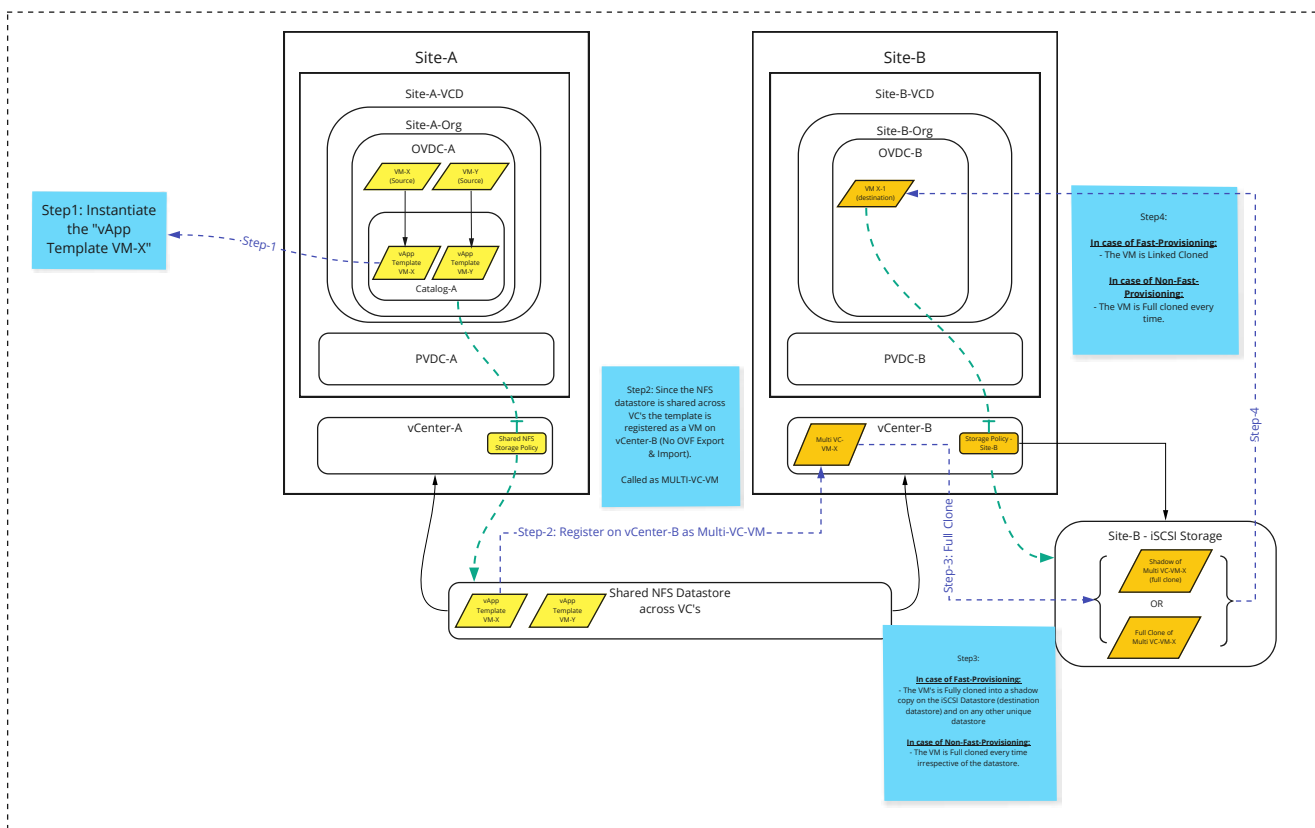 Site-A
Site-A-VCD
Site-A-Org
OVDC-A
VM-X
(Source)
VM-Y
(Source)
vApp
Template
VM-X
vApp
Template
VM-Y
Catalog-A
PVDC-A
vCenter-A
Shared NFS
Storage Policy
Step1: Instantiate
the "vApp
Template VM-X"
Step-1
Site-B
Site-B-VCD
Site-B-Org
OVDC-B
VM X-1
(destination)
PVDC-B
vCenter-B
Multi VC-
VM-X
Storage Policy -
Site-B
Step4:
In case of Fast-Provisioning:
- The VM is Linked Cloned
In case of Non-Fast-
Provisioning:
- The VM is Full cloned every
time.
Step2: Since the NFS
datastore is shared across
VC's the template is
registered as a VM on
vCenter-B (No OVF Export
& Import).
Called as MULTI-VC-VM
Step-2: Register on vCenter-B as Multi-VC-VM
Step-3: Full Clone
Step-4
Shared NFS Datastore
across VC's
vApp
Template
VM-X
vApp
Template
VM-Y
Site-B - iSCSI Storage
Shadow of
Multi VC-VM-X
(full clone)
OR
Full Clone of
Multi VC-VM-X
Step3:
In case of Fast-Provisioning:
- The VM's is Fully cloned into a shadow
copy on the iSCSI Datastore (destination
datastore) and on any other unique
datastore
In case of Non-Fast-Provisioning:
- The VM is Full cloned every time
irrespective of the datastore.